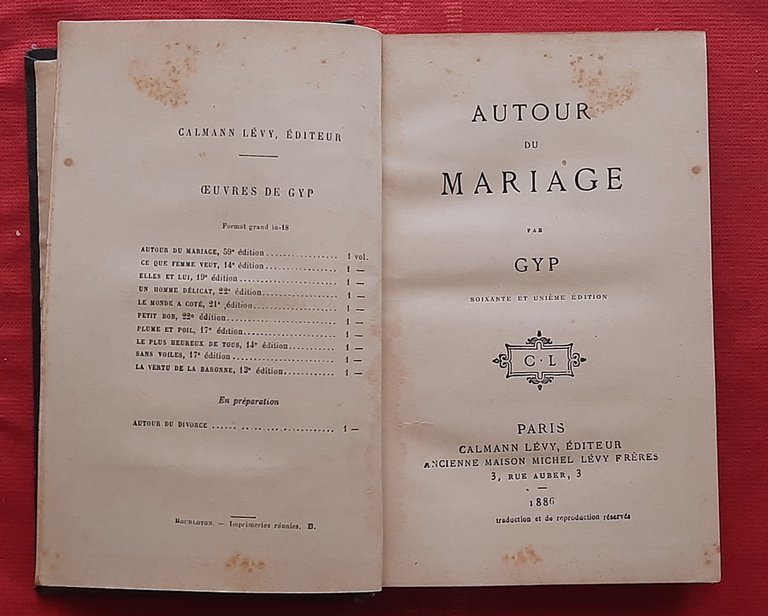 CALMANN LÉVY, ÉDITEUR
ŒUVRES DE GYP
Format grand in-18
AUTOUR DU MARIAGE, 59e édition................ 1 vol.
CE QUE FEMME VEUT, 14e édition................ 1 —
ELLES ET LUI, 19e édition................ 1 —
UN HOMME DÉLICAT, 22e édition................ 1 —
LE MONDE A COTÉ, 21e édition................ 1 —
PETIT BOB, 22e édition................ 1 —
PLUME ET POIL, 17e édition................ 1 —
LE PLUS HEUREUX DE TOUS, 14e édition................ 1 —
SANS VOILES, 17e édition................ 1 —
LA VERTU DE LA BARONNE, 13e édition................ 1 —
En préparation
AUTOUR DU DIVORCE ................ 1 —
BOURLOTON. — Imprimeries réunies, B.
AUTOUR
DU
MARIAGE
PAR
GYP
SOIXANTE ET UNIÈME ÉDITION
C · L
PARIS
CALMANN LÉVY, ÉDITEUR
ANCIENNE MAISON MICHEL LÉVY FRÈRES
3, RUE AUBER, 3
1886
traduction et de reproduction réservés